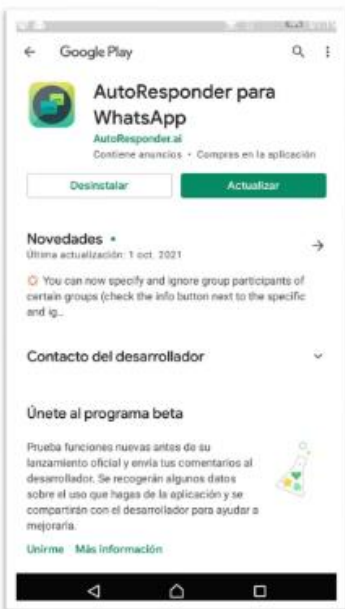 Google Play
AutoResponder para
WhatsApp
AutoResponder.ai
Contiene anuncios • Compras en la aplicación
Desinstalar
Actualizar
Novedades •
Última actualización: 1 oct. 2021
You can now specify and ignore group participants of
certain groups (check the info button next to the specific
and ig...
Contacto del desarrollador
Únete al programa beta
Prueba funciones nuevas antes de su
lanzamiento oficial y envía tus comentarios al
desarrollador. Se recogerán algunos datos
sobre el uso que hagas de la aplicación y se
compartirán con el desarrollador para ayudar a
mejorarla.
Unirme Más información